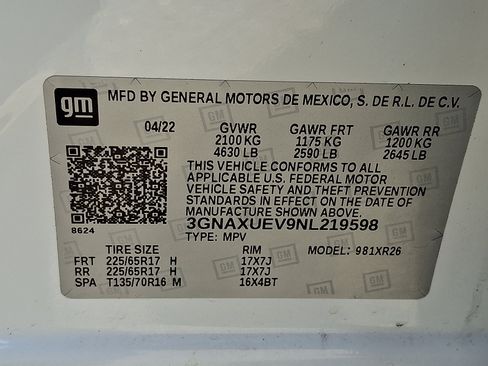 gm MFD BY GENERAL MOTORS DE MEXICO, S. DE R.L. DE C.V.
04/22 GVWR GAWR FRT GAWR RR
2100 KG 1175 KG 1200 KG
4630 LB 2590 LB 2645 LB
THIS VEHICLE CONFORMS TO ALL
APPLICABLE U.S. FEDERAL MOTOR
VEHICLE SAFETY AND THEFT PREVENTION
STANDARDS IN EFFECT ON THE DATE OF
MANUFACTURE SHOWN ABOVE.
8624 3GNAXUEV9NL219598
TYPE: MPV
TIRE SIZE RIM MODEL: 981XR26
FRT 225/65R17 H 17X7J
RR 225/65R17 H 17X7J
SPA T135/70R16 M 16X4BT